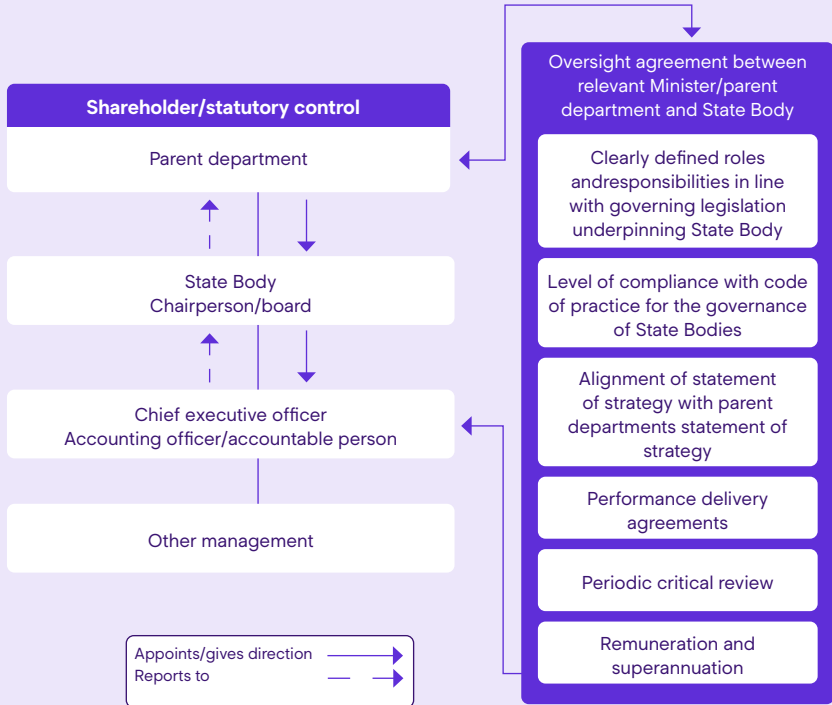 Shareholder/statutory control
Parent department
State Body
Chairperson/board
Chief executive officer
Accounting officer/accountable person
Other management
Appoints/gives direction
Reports to
Oversight agreement between
relevant Minister/parent
department and State Body
Clearly defined roles
andresponsibilities in line
with governing legislation
underpinning State Body
Level of compliance with code
of practice for the governance
of State Bodies
Alignment of statement
of strategy with parent
departments statement of
strategy
Performance delivery
agreements
Periodic critical review
Remuneration and
superannuation